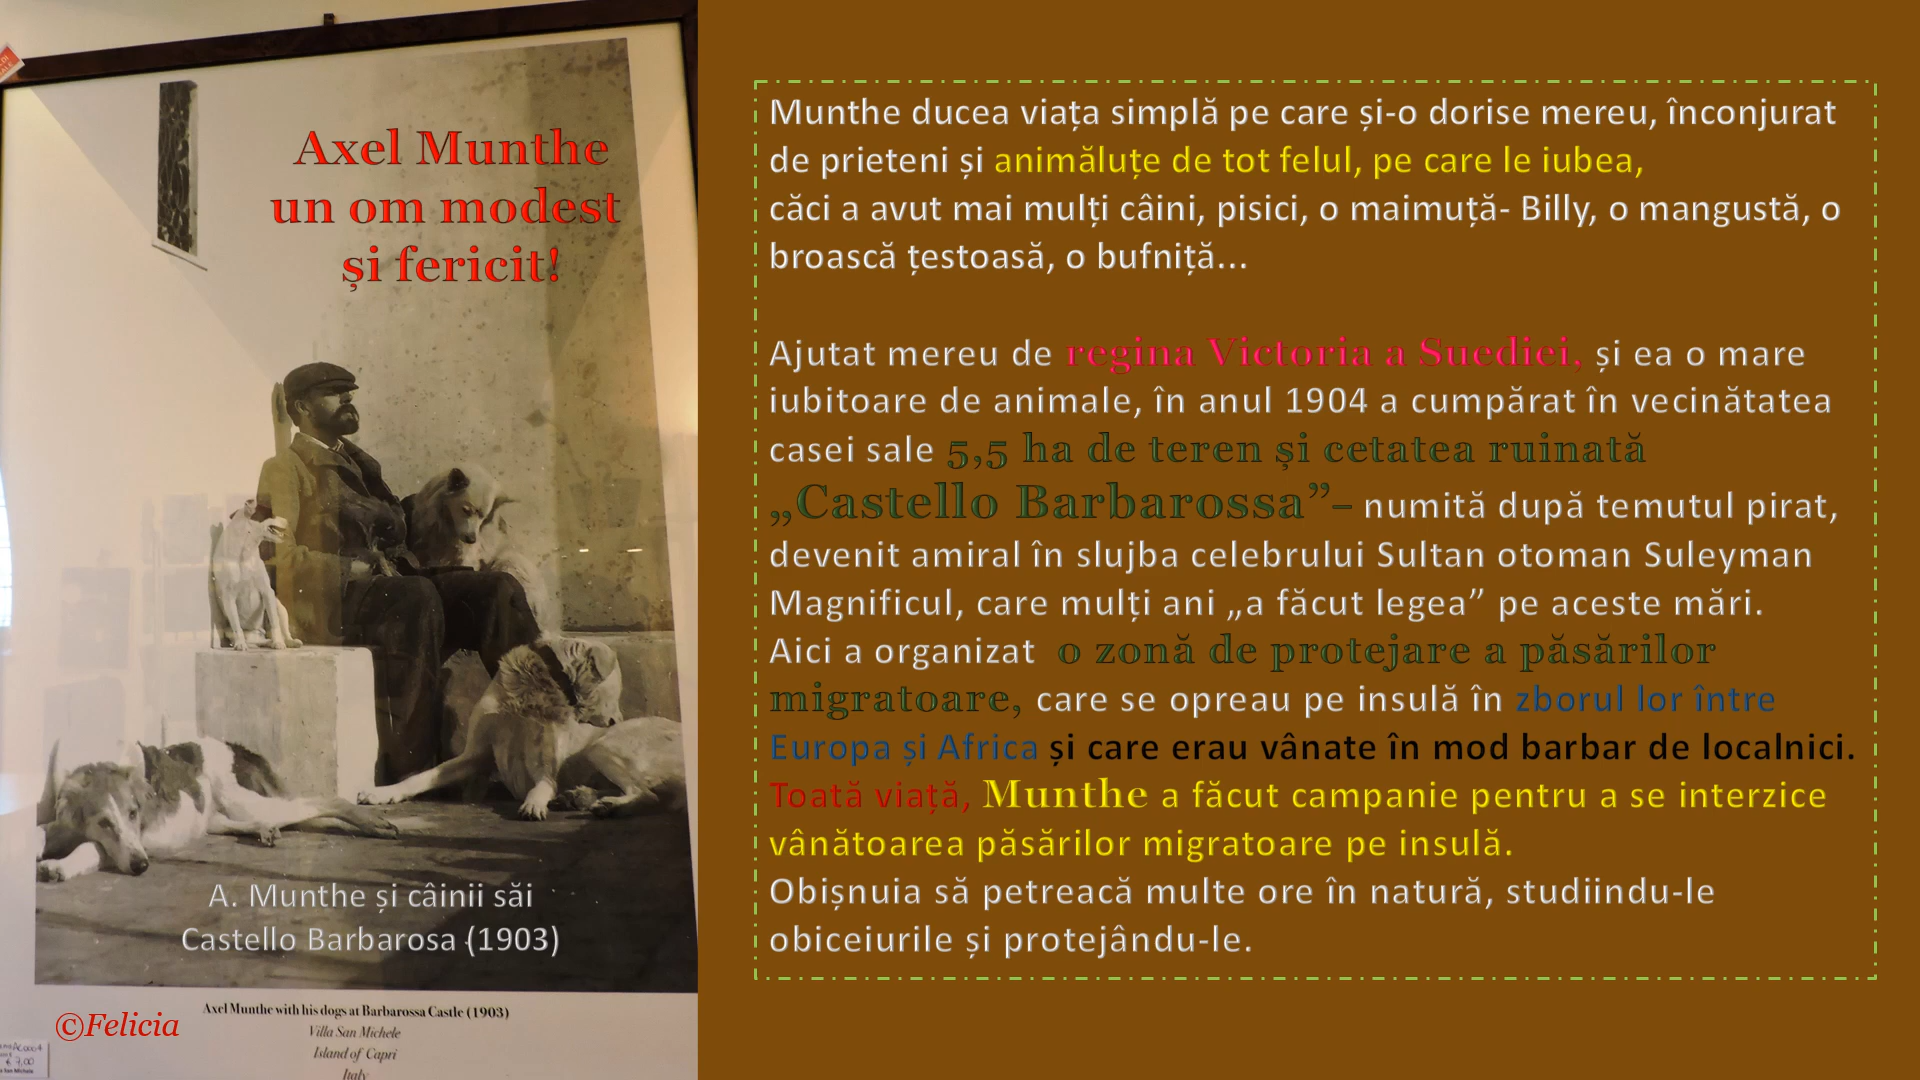 Axel Munthe
un om modest
și fericit!
A. Munthe și câinii săi
Castello Barbarosa (1903)
Axel Munthe with his dogs at Barbarossa Castle (1903)
Villa San Michele
Island of Capri
Italy
©Felicia
€ 7,00
Munthe ducea viața simplă pe care și-o dorise mereu, înconjurat
de prieteni și animăluțe de tot felul, pe care le iubea,
căci a avut mai mulți câini, pisici, o maimuță- Billy, o mangustă, o
broască țestoasă, o bufniță...
Ajutat mereu de regina Victoria a Suediei, și ea o mare
iubitoare de animale, în anul 1904 a cumpărat în vecinătatea
casei sale 5,5 ha de teren și cetatea ruinată
„Castello Barbarossa”– numită după temutul pirat,
devenit amiral în slujba celebrului Sultan otoman Suleyman
Magnificul, care mulți ani „a făcut legea” pe aceste mări.
Aici a organizat o zonă de protejare a păsărilor
migratoare, care se opreau pe insulă în zborul lor între
Europa și Africa și care erau vânate în mod barbar de localnici.
Toată viață, Munthe a făcut campanie pentru a se interzice
vânătoarea păsărilor migratoare pe insulă.
Obișnuia să petreacă multe ore în natură, studiindu-le
obiceiurile și protejându-le.